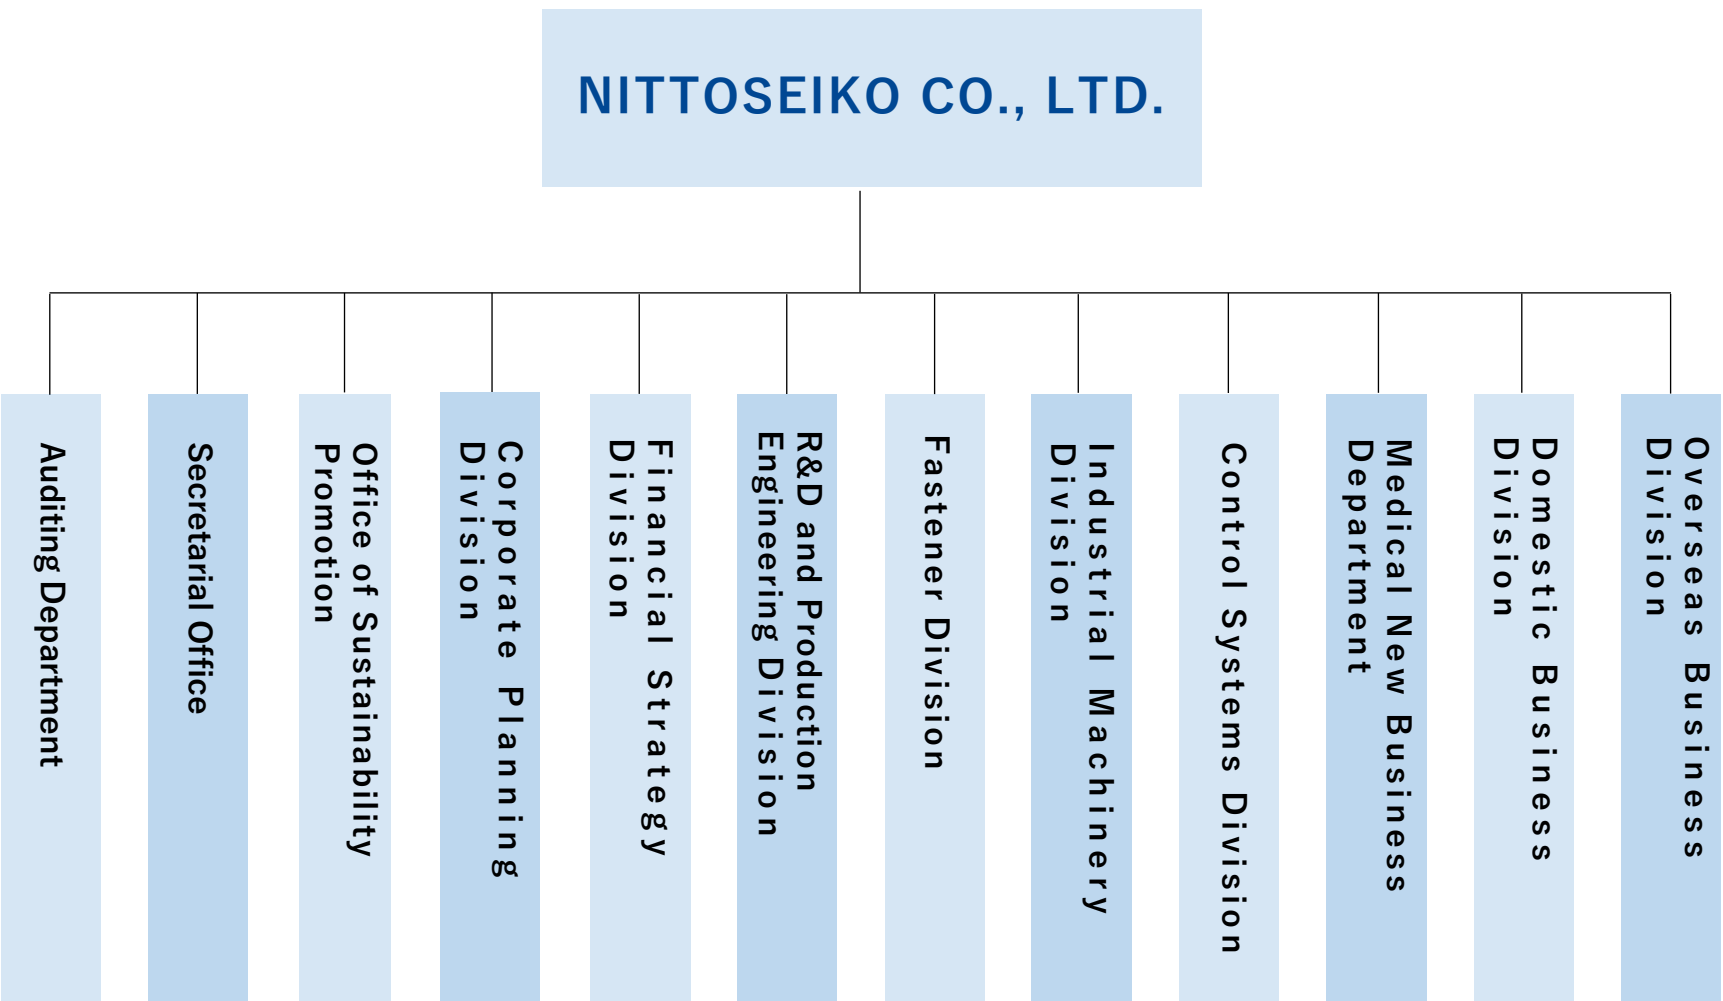 NITTOSEIKO CO., LTD.
Auditing Department
Secretarial Office
Office of Sustainability
Promotion
Corporate Planning
Division
Financial Strategy
Division
R&D and Production
Engineering Division
Fastener Division
Industrial Machinery
Division
Control Systems Division
Medical New Business
Department
Domestic Business
Division
Overseas Business
Division